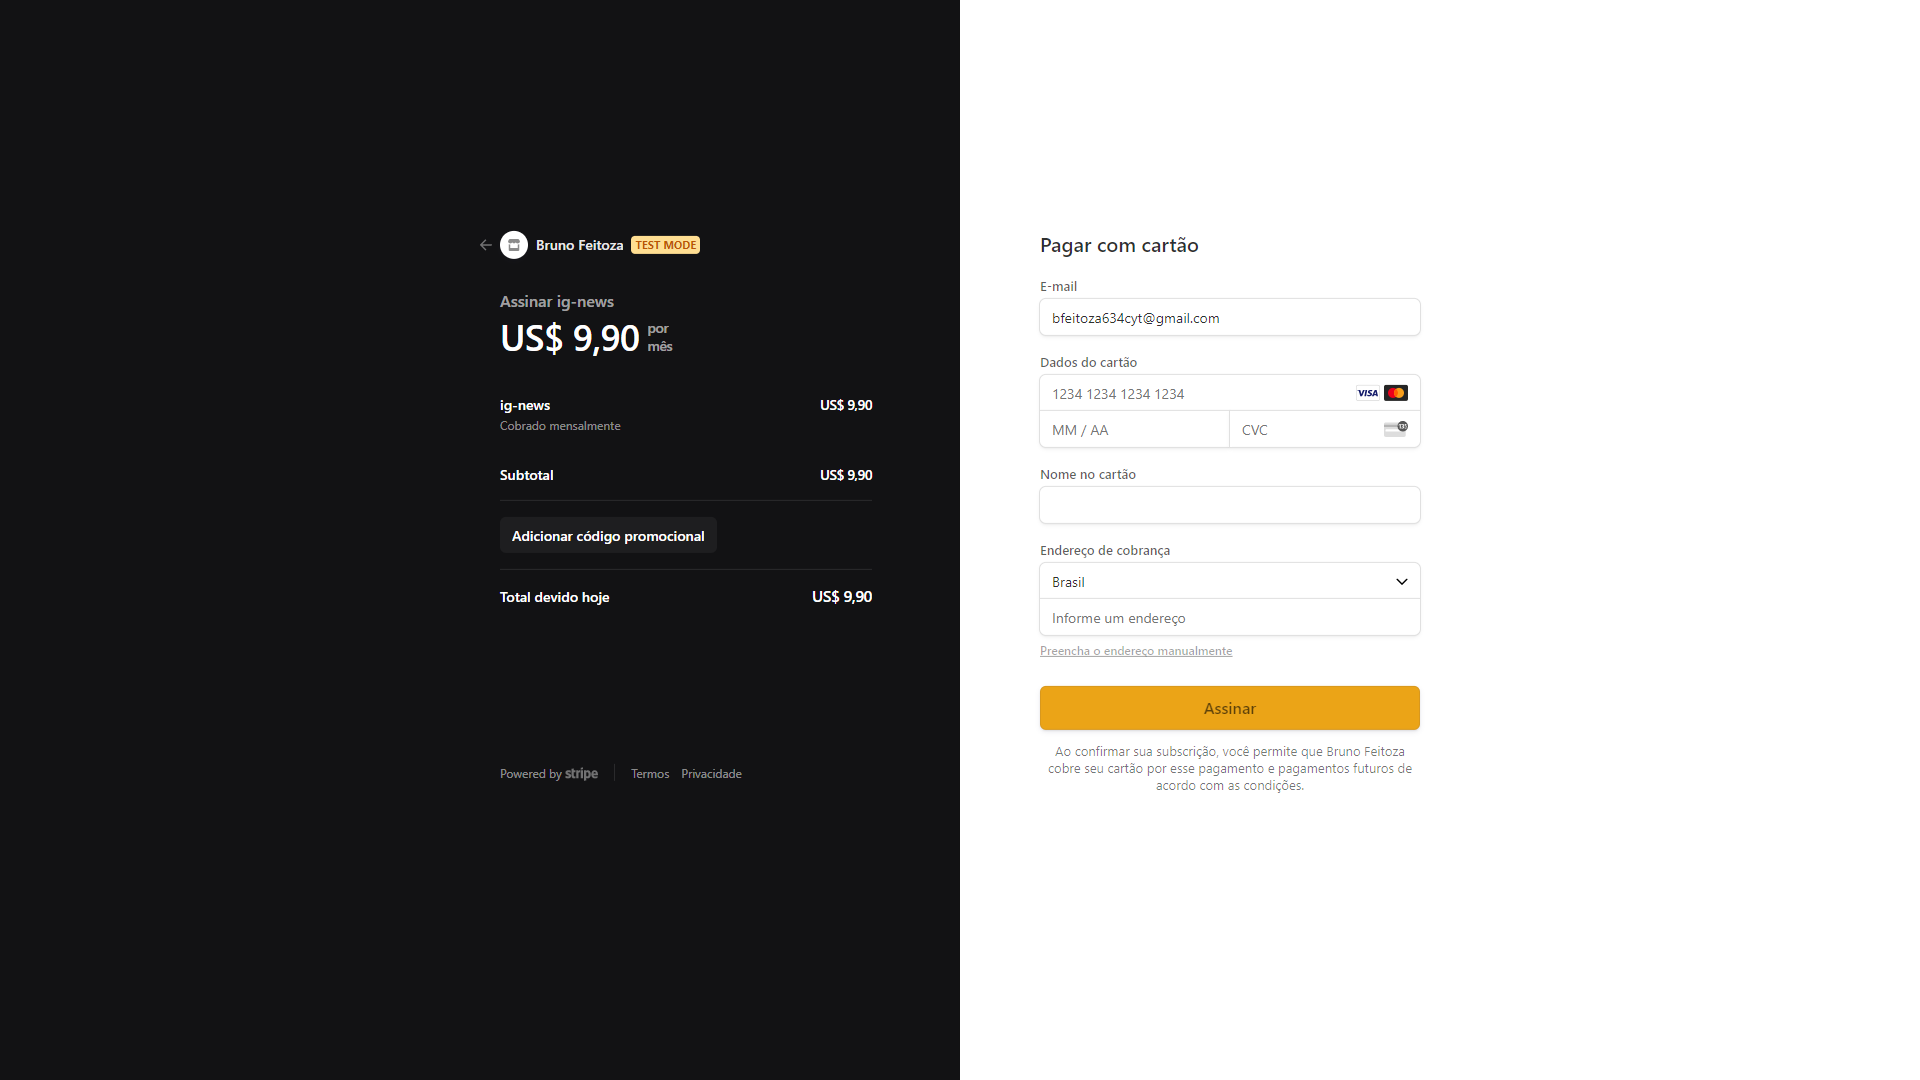 Bruno Feitoza TEST MODE
Assinar ig-news
US$ 9,90 por
mês
ig-news US$ 9,90
Cobrado mensalmente
Subtotal US$ 9,90
Adicionar código promocional
Total devido hoje US$ 9,90
Powered by stripe Termos Privacidade
Pagar com cartão
E-mail
bfeitoza634cyt@gmail.com
Dados do cartão
1234 1234 1234 1234 VISA
MM / AA CVC
Nome no cartão
Endereço de cobrança
Brasil
Informe um endereço
Preencha o endereço manualmente
Assinar
Ao confirmar sua subscrição, você permite que Bruno Feitoza
cobre seu cartão por esse pagamento e pagamentos futuros de
acordo com as condições.